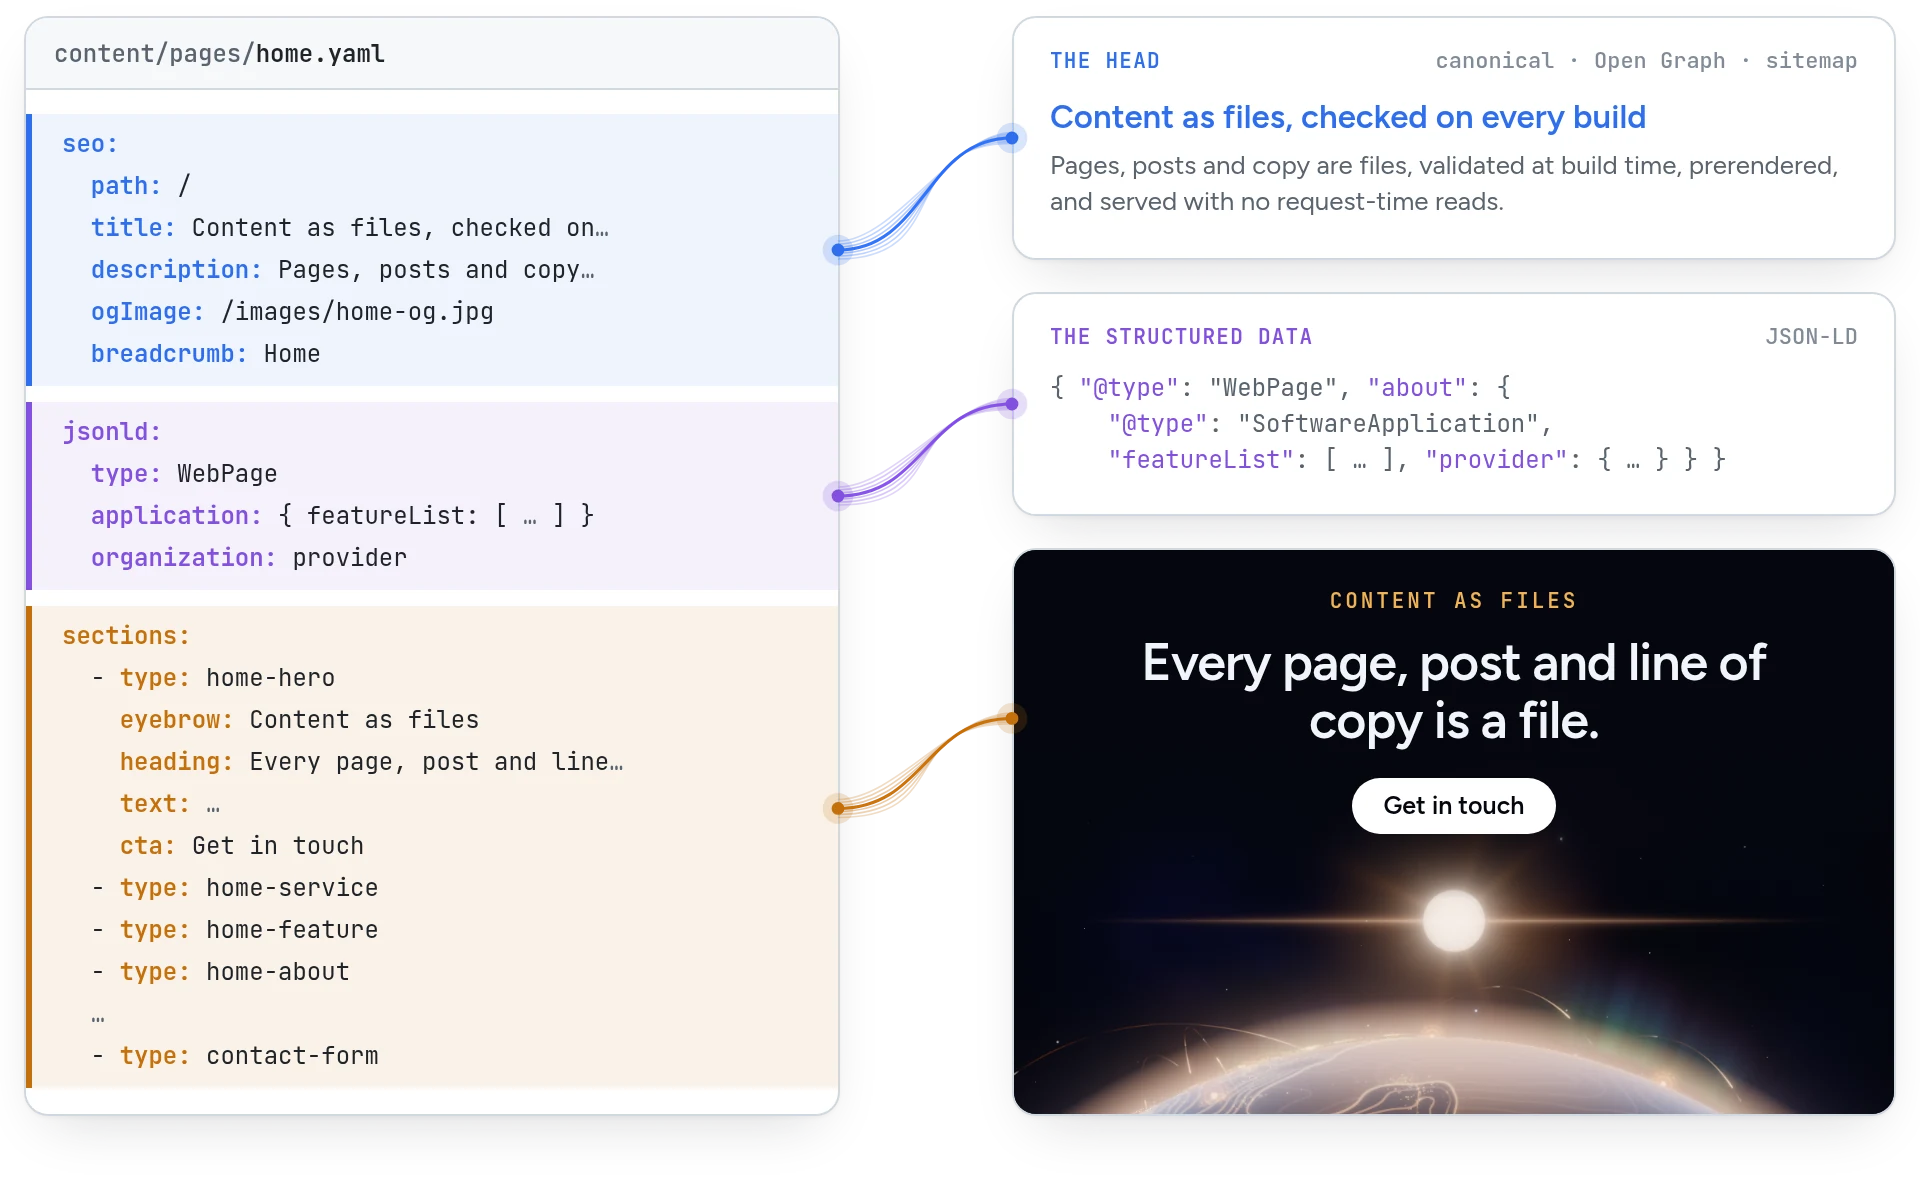 content/pages/home.yaml
seo:
path: /
title: Content as files, checked on…
description: Pages, posts and copy…
ogImage: /images/home-og.jpg
breadcrumb: Home
jsonld:
type: WebPage
application: { featureList: [ … ] }
organization: provider
sections:
- type: home-hero
eyebrow: Content as files
heading: Every page, post and line…
text: …
cta: Get in touch
- type: home-service
- type: home-feature
- type: home-about
…
- type: contact-form
THE HEAD
canonical · Open Graph · sitemap
Content as files, checked on every build
Pages, posts and copy are files, validated at build time, prerendered,
and served with no request-time reads.
THE STRUCTURED DATA
JSON-LD
{ "@type": "WebPage", "about": {
"@type": "SoftwareApplication",
"featureList": [ … ], "provider": { … } } }
CONTENT AS FILES
Every page, post and line of
copy is a file.
Get in touch